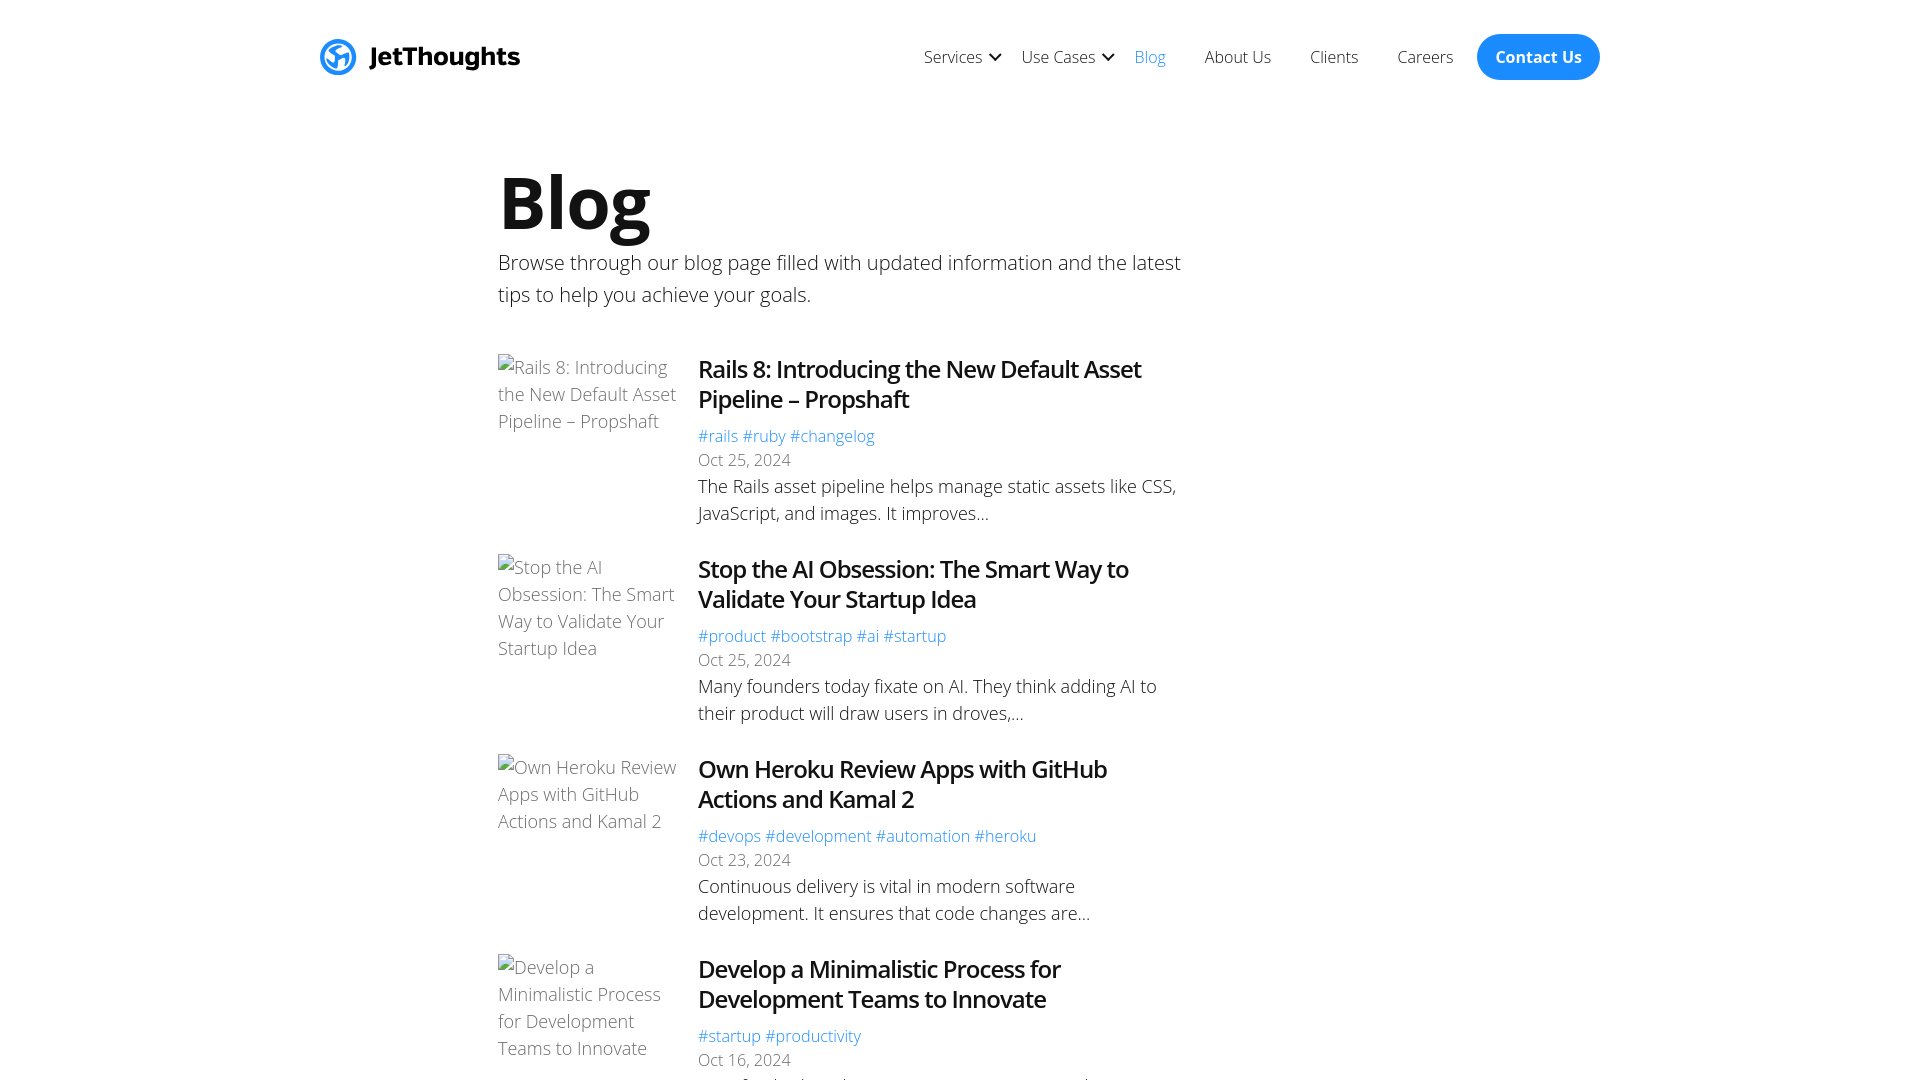 JetThoughts
Services Use Cases Blog About Us Clients Careers Contact Us
Blog
Browse through our blog page filled with updated information and the latest
tips to help you achieve your goals.
Rails 8: Introducing
the New Default Asset
Pipeline – Propshaft
Rails 8: Introducing the New Default Asset
Pipeline – Propshaft
#rails #ruby #changelog
Oct 25, 2024
The Rails asset pipeline helps manage static assets like CSS,
JavaScript, and images. It improves...
Stop the AI
Obsession: The Smart
Way to Validate Your
Startup Idea
Stop the AI Obsession: The Smart Way to
Validate Your Startup Idea
#product #bootstrap #ai #startup
Oct 25, 2024
Many founders today fixate on AI. They think adding AI to
their product will draw users in droves,...
Own Heroku Review
Apps with GitHub
Actions and Kamal 2
Own Heroku Review Apps with GitHub
Actions and Kamal 2
#devops #development #automation #heroku
Oct 23, 2024
Continuous delivery is vital in modern software
development. It ensures that code changes are...
Develop a
Minimalistic Process
for Development
Teams to Innovate
Develop a Minimalistic Process for
Development Teams to Innovate
#startup #productivity
Oct 16, 2024